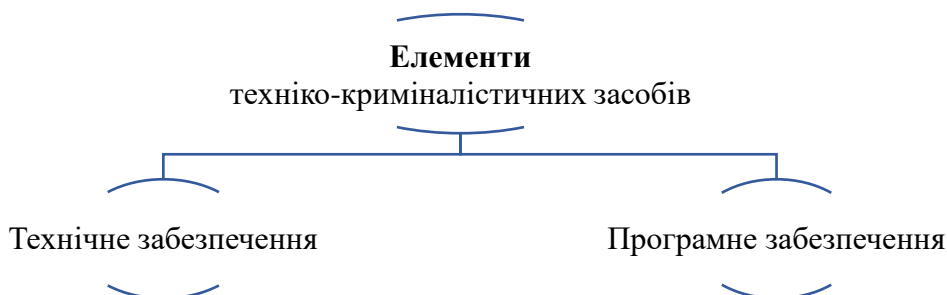 Елементи
техніко-криміналістичних засобів
Технічне забезпечення
Програмне забезпечення